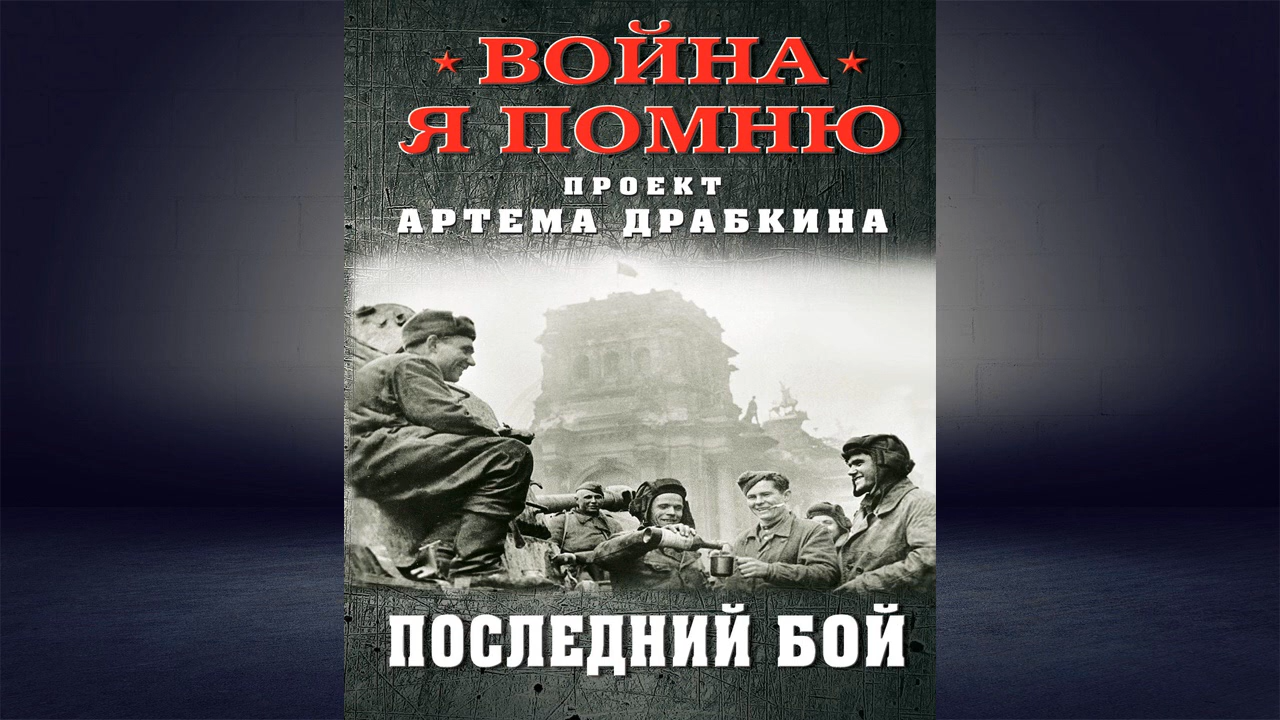 ВОЙНА
Я ПОМНЮ
ПРОЕКТ
АРТЕМА ДРАБКИНА
ПОСЛЕДНИЙ БОЙ